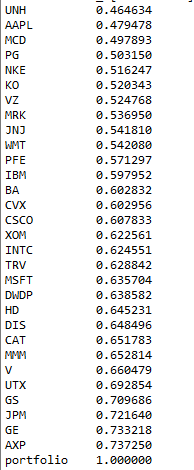 UNH 0.464634
AAPL 0.479478
MCD 0.497893
PG 0.503150
NKE 0.516247
KO 0.520343
VZ 0.524768
MRK 0.536950
JNJ 0.541810
WMT 0.542080
PFE 0.571297
IBM 0.597952
BA 0.602832
CVX 0.602956
CSCO 0.607833
XOM 0.622561
INTC 0.624551
TRV 0.628842
MSFT 0.635704
DWDP 0.638582
HD 0.645231
DIS 0.648496
CAT 0.651783
MMM 0.652814
V 0.660479
UTX 0.692854
GS 0.709686
JPM 0.721640
GE 0.733218
AXP 0.737250
portfolio 1.000000